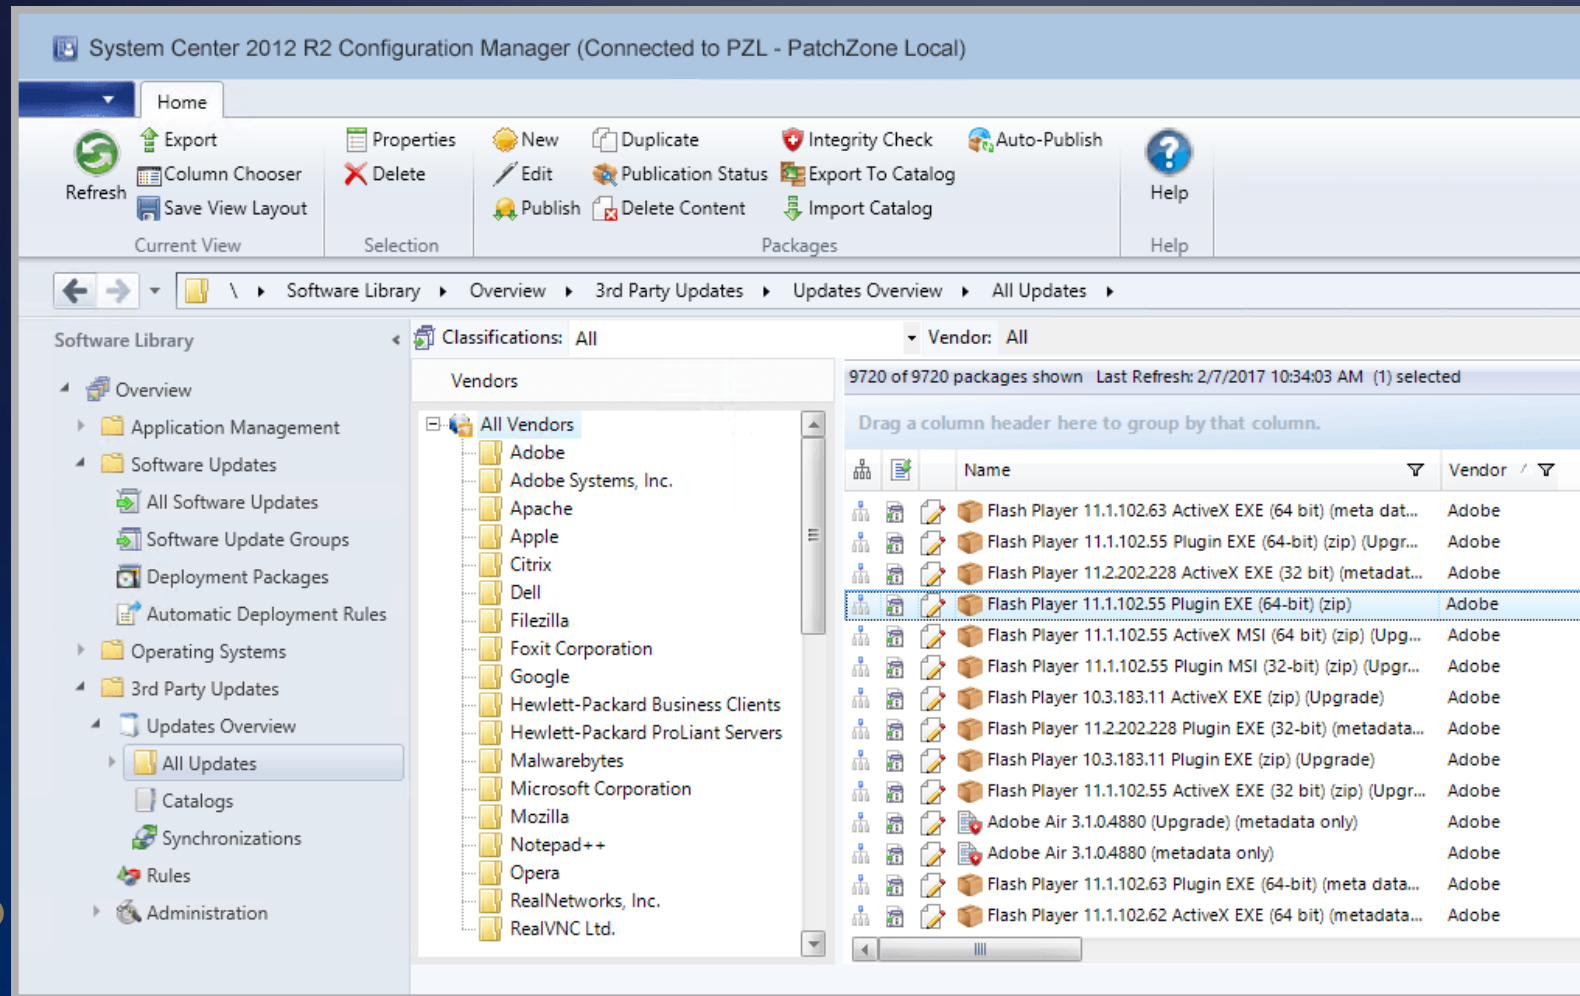 System Center 2012 R2 Configuration Manager (Connected to PZL - PatchZone Local)
Home
Refresh
Export
Column Chooser
Save View Layout
Current View
Properties
Delete
Selection
New
Edit
Publish
Duplicate
Publication Status
Delete Content
Integrity Check
Export To Catalog
Import Catalog
Auto-Publish
Packages
Help
Help
\ Software Library Overview 3rd Party Updates Updates Overview All Updates
Software Library
Overview
Application Management
Software Updates
All Software Updates
Software Update Groups
Deployment Packages
Automatic Deployment Rules
Operating Systems
3rd Party Updates
Updates Overview
All Updates
Catalogs
Synchronizations
Rules
Administration
Classifications: All
Vendor: All
Vendors
All Vendors
Adobe
Adobe Systems, Inc.
Apache
Apple
Citrix
Dell
Filezilla
Foxit Corporation
Google
Hewlett-Packard Business Clients
Hewlett-Packard ProLiant Servers
Malwarebytes
Microsoft Corporation
Mozilla
Notepad++
Opera
RealNetworks, Inc.
RealVNC Ltd.
9720 of 9720 packages shown Last Refresh: 2/7/2017 10:34:03 AM (1) selected
Drag a column header here to group by that column.
Name Vendor
Flash Player 11.1.102.63 ActiveX EXE (64 bit) (meta dat... Adobe
Flash Player 11.1.102.55 Plugin EXE (64-bit) (zip) (Upgr... Adobe
Flash Player 11.2.202.228 ActiveX EXE (32 bit) (metadat... Adobe
Flash Player 11.1.102.55 Plugin EXE (64-bit) (zip) Adobe
Flash Player 11.1.102.55 ActiveX MSI (64 bit) (zip) (Upg... Adobe
Flash Player 11.1.102.55 Plugin MSI (32-bit) (zip) (Upgr... Adobe
Flash Player 10.3.183.11 ActiveX EXE (zip) (Upgrade) Adobe
Flash Player 11.2.202.228 Plugin EXE (32-bit) (metadata... Adobe
Flash Player 10.3.183.11 Plugin EXE (zip) (Upgrade) Adobe
Flash Player 11.1.102.55 ActiveX EXE (32 bit) (zip) (Upgr... Adobe
Adobe Air 3.1.0.4880 (Upgrade) (metadata only) Adobe
Adobe Air 3.1.0.4880 (metadata only) Adobe
Flash Player 11.1.102.63 Plugin EXE (64-bit) (meta data... Adobe
Flash Player 11.1.102.62 ActiveX EXE (64 bit) (metadata... Adobe